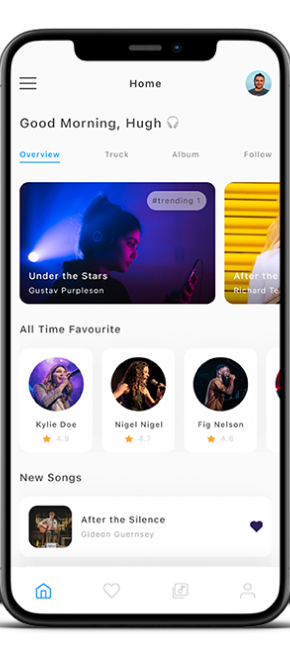 Home
Good Morning, Hugh
Overview Truck Album Follow
#trending 1
Under the Stars
Gustav Purpleson
After the
Richard Te
All Time Favourite
Kylie Doe
4.9
Nigel Nigel
4.7
Fig Nelson
4.6
New Songs
After the Silence
Gideon Guernsey